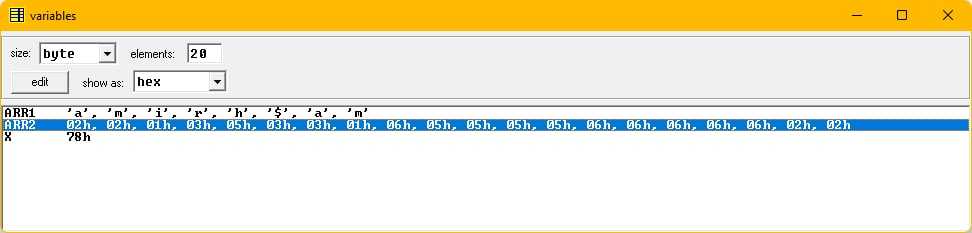 variables
size: byte elements: 20
edit show as: hex
ARR1 'a', 'm', 'i', 'r', 'h', '$', 'a', 'm'
ARR2 02h, 02h, 01h, 03h, 05h, 03h, 03h, 01h, 06h, 05h, 05h, 05h, 05h, 06h, 06h, 06h, 06h, 06h, 02h, 02h
X 78h